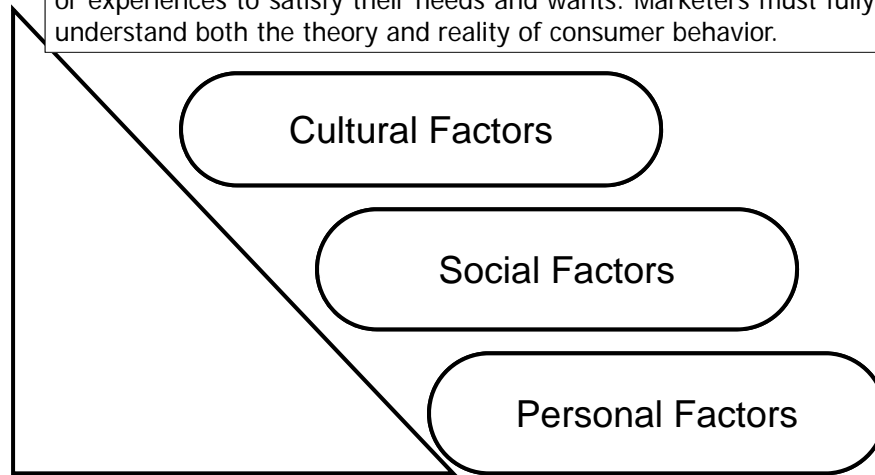 or experiences to satisfy their needs and wants. Marketers must fully
understand both the theory and reality of consumer behavior.
Cultural Factors
Social Factors
Personal Factors